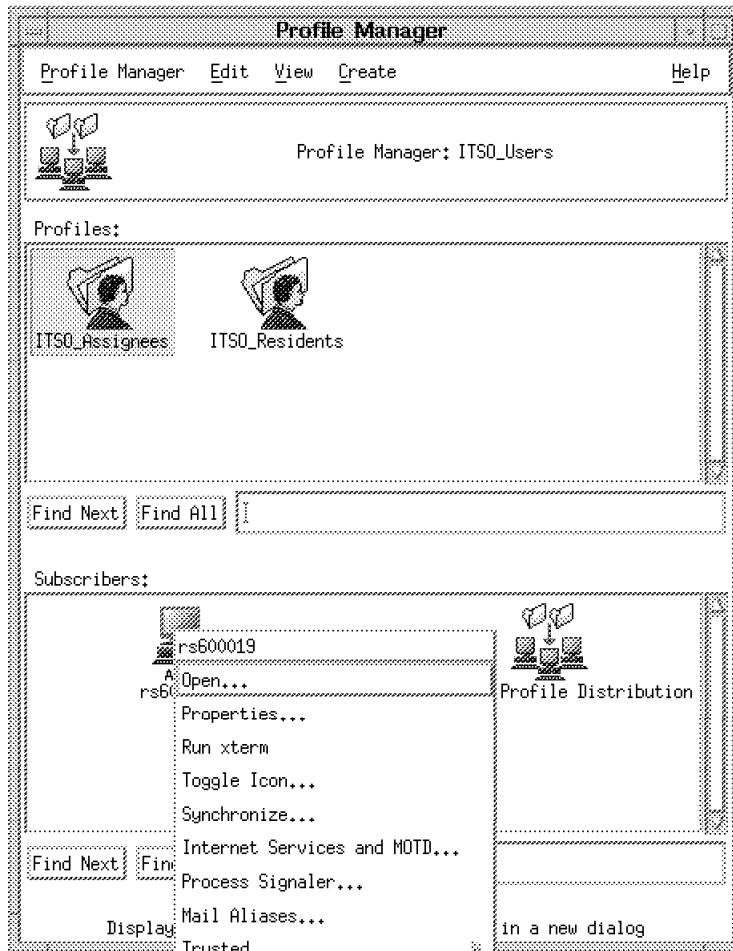 Profile Manager
Profile Manager Edit View Create Help
Profile Manager: ITSO_Users
Profiles:
ITSO_Assignees ITSO_Residents
Find Next Find All
Subscribers:
rs600019
Open...
Profile Distribution
Properties...
Run xterm
Toggle Icon...
Synchronize...
Internet Services and MOTD...
Find Next
Process Signaler...
Mail Aliases...
Display in a new dialog
Trusted